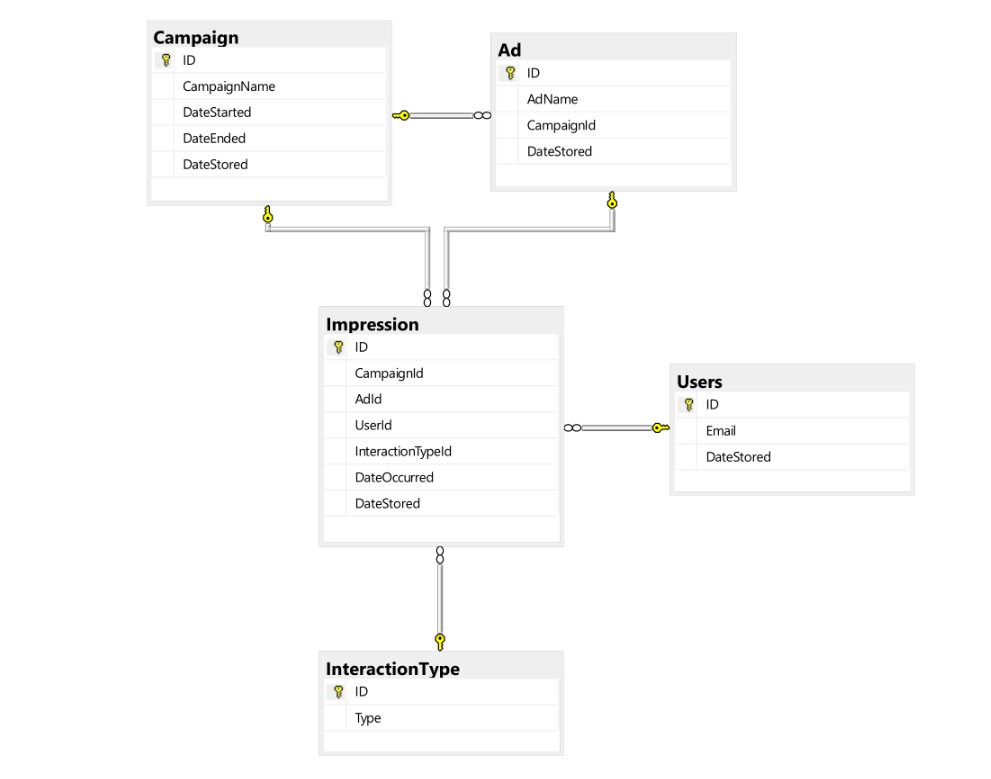 Campaign
ID
CampaignName
DateStarted
DateEnded
DateStored
Ad
ID
AdName
CampaignId
DateStored
Impression
ID
CampaignId
AdId
UserId
InteractionTypeId
DateOccurred
DateStored
Users
ID
Email
DateStored
InteractionType
ID
Type